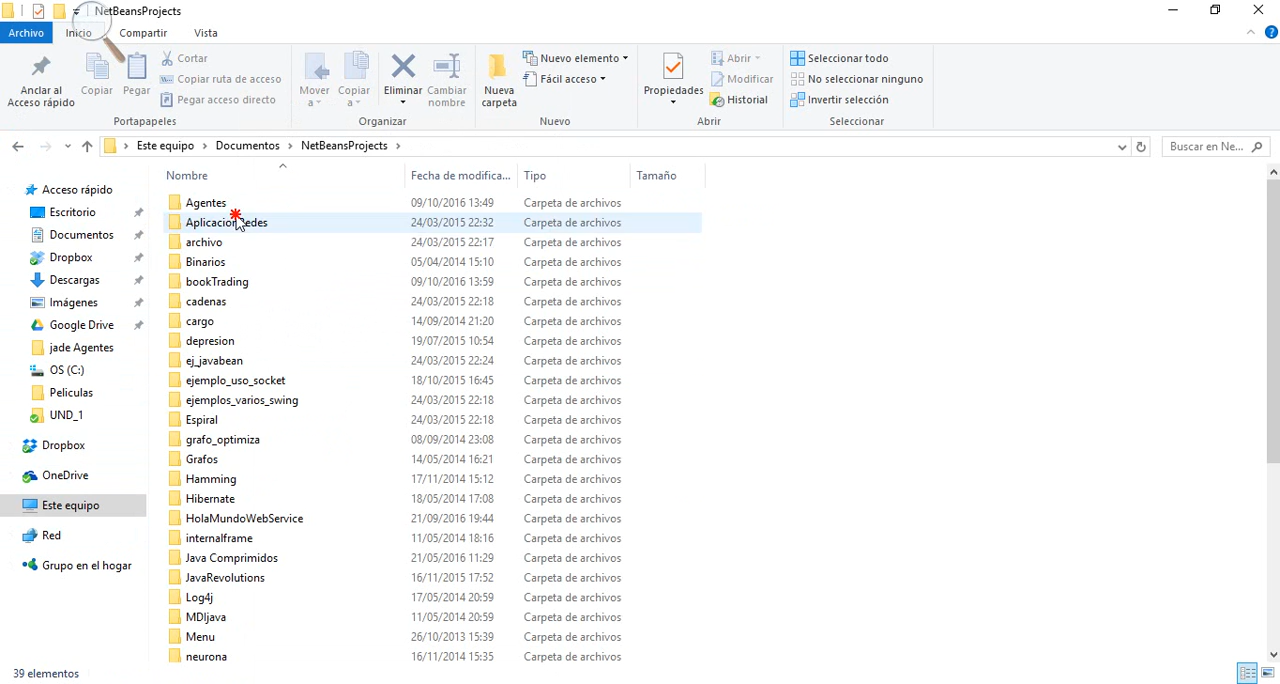 NetBeansProjects
Archivo Inicio Compartir Vista
Anclar al Acceso rápido
Copiar
Pegar
Cortar
Copiar ruta de acceso
Pegar acceso directo
Portapapeles
Mover a
Copiar a
Eliminar
Cambiar nombre
Organizar
Nueva carpeta
Nuevo elemento
Fácil acceso
Nuevo
Propiedades
Abrir
Modificar
Historial
Abrir
Seleccionar todo
No seleccionar ninguno
Invertir selección
Seleccionar
Este equipo > Documentos > NetBeansProjects >
Buscar en Ne...
Acceso rápido
Escritorio
Documentos
Dropbox
Descargas
Imágenes
Google Drive
jade Agentes
OS (C:)
Peliculas
UND_1
Dropbox
OneDrive
Este equipo
Red
Grupo en el hogar
Nombre Fecha de modifica... Tipo Tamaño
Agentes 09/10/2016 13:49 Carpeta de archivos
24/03/2015 22:32 Carpeta de archivos
archivo 24/03/2015 22:17 Carpeta de archivos
Binarios 05/04/2014 15:10 Carpeta de archivos
bookTrading 09/10/2016 13:59 Carpeta de archivos
cadenas 24/03/2015 22:18 Carpeta de archivos
cargo 14/09/2014 21:20 Carpeta de archivos
depresion 19/07/2015 10:54 Carpeta de archivos
ej_javabean 24/03/2015 22:24 Carpeta de archivos
ejemplo_uso_socket 18/10/2015 16:45 Carpeta de archivos
ejemplos_varios_swing 24/03/2015 22:18 Carpeta de archivos
Espiral 24/03/2015 22:18 Carpeta de archivos
grafo_optimiza 08/09/2014 23:08 Carpeta de archivos
Grafos 14/05/2014 16:21 Carpeta de archivos
Hamming 17/11/2014 15:12 Carpeta de archivos
Hibernate 18/05/2014 17:08 Carpeta de archivos
HolaMundoWebService 21/09/2016 19:44 Carpeta de archivos
internalframe 11/05/2014 18:16 Carpeta de archivos
Java Comprimidos 21/05/2016 11:29 Carpeta de archivos
JavaRevolutions 16/11/2015 17:52 Carpeta de archivos
Log4j 17/05/2014 20:59 Carpeta de archivos
MDIjava 11/05/2014 20:59 Carpeta de archivos
Menu 26/10/2013 15:39 Carpeta de archivos
neurona 16/11/2014 15:35 Carpeta de archivos
39 elementos